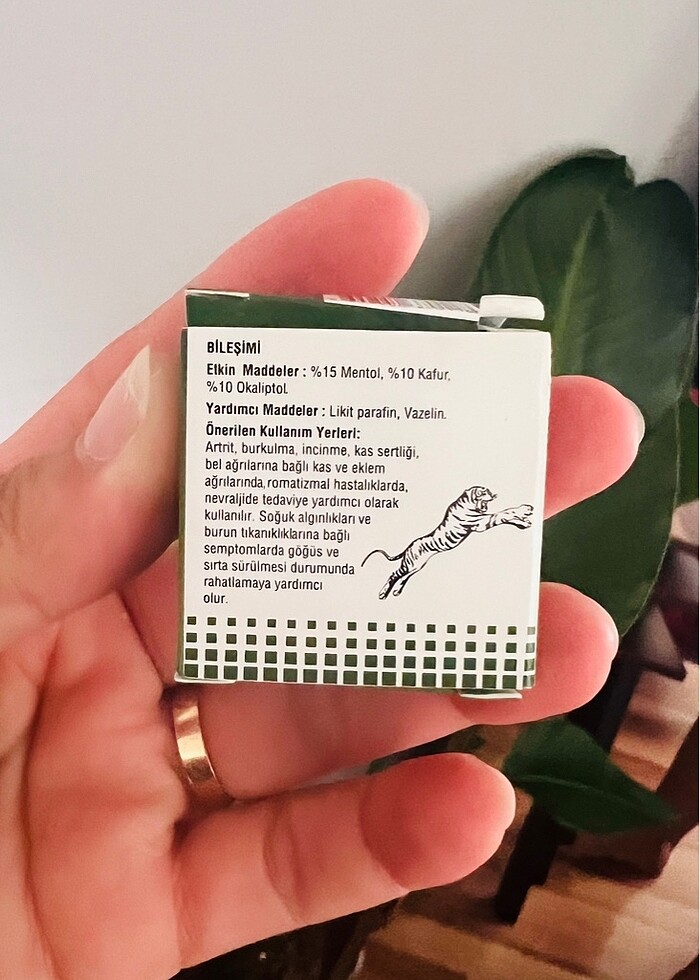 BİLEŞİMİ
Etkin Maddeler : %15 Mentol, %10 Kafur,
%10 Okaliptol.
Yardımcı Maddeler : Likit parafin, Vazelin.
Önerilen Kullanım Yerleri:
Artrit, burkulma, incinme, kas sertliği,
bel ağrılarına bağlı kas ve eklem
ağrılarında, romatizmal hastalıklarda,
nevraljide tedaviye yardımcı olarak
kullanılır. Soğuk algınlıkları ve
burun tıkanıklıklarına bağlı
semptomlarda göğüs ve
sırta sürülmesi durumunda
rahatlamaya yardımcı
olur.